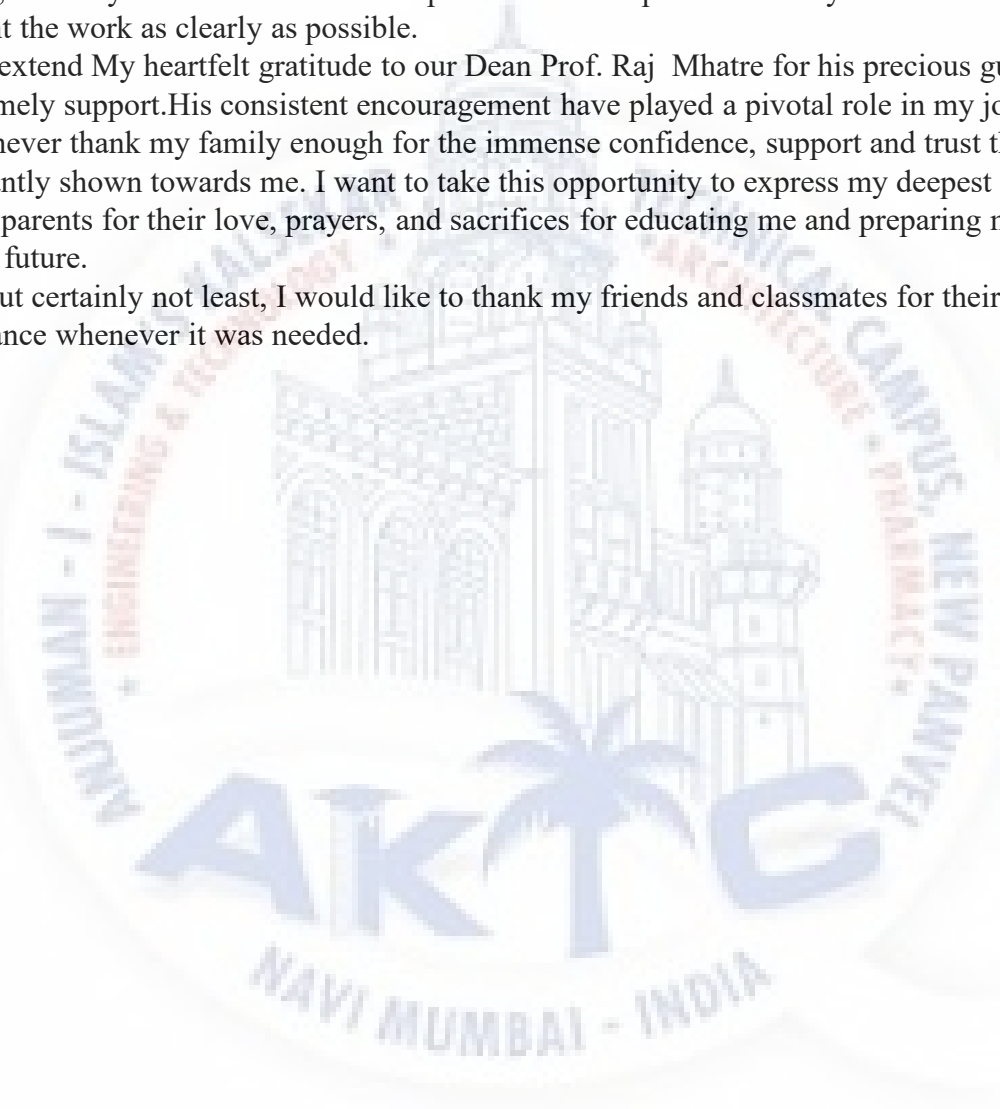 t the work as clearly as possible.
extend My heartfelt gratitude to our Dean Prof. Raj  Mhatre for his precious gu
mely support.His consistent encouragement have played a pivotal role in my jo
never thank my family enough for the immense confidence, support and trust th
ntly shown towards me. I want to take this opportunity to express my deepest
parents for their love, prayers, and sacrifices for educating me and preparing m
future.
ut certainly not least, I would like to thank my friends and classmates for their
ance whenever it was needed.
ANJUMAN - I - ISLAM'S KALSEKAR TECHNICAL CAMPUS, NEW PANVEL
ENGINEERING & TECHNOLOGY • ARCHITECTURE • PHARMACY
AKTC
NAVI MUMBAI - INDIA